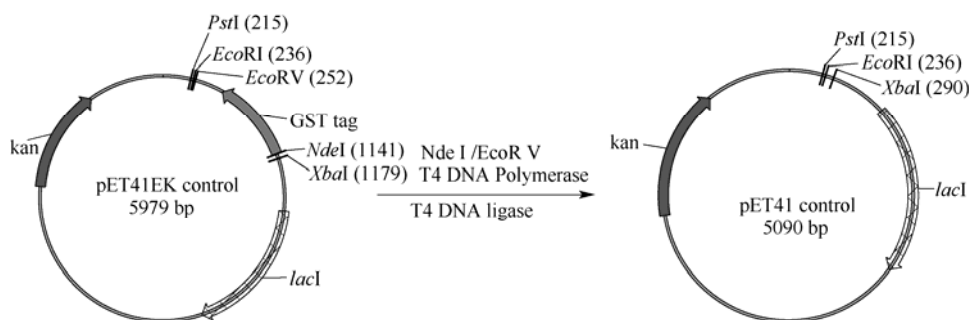 PstI (215)
EcoRI (236)
EcoRV (252)
GST tag
kan
NdeI (1141)
XbaI (1179)
pET41EK control
5979 bp
lacI
Nde I /EcoR V
T4 DNA Polymerase
T4 DNA ligase
PstI (215)
EcoRI (236)
XbaI (290)
kan
lacI
pET41 control
5090 bp